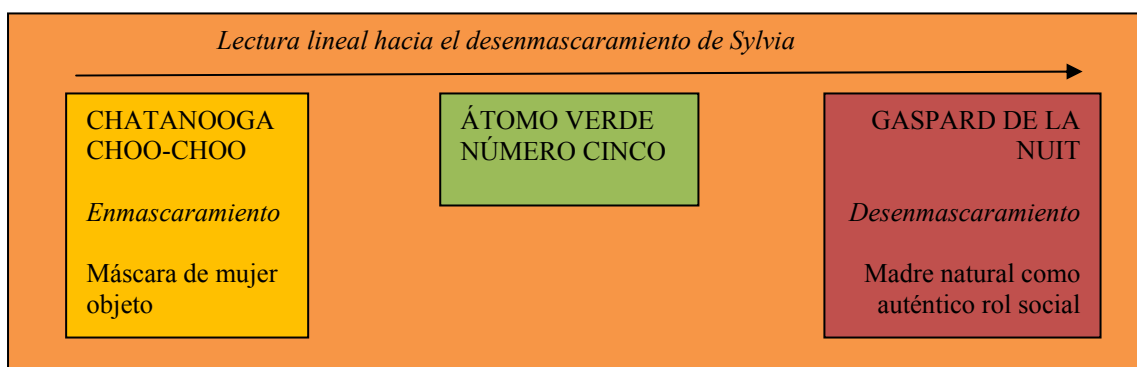 Lectura lineal hacia el desenmascaramiento de Sylvia
CHATANOOGA
CHOO-CHOO
Enmascaramiento
Máscara de mujer
objeto
ÁTOMO VERDE
NÚMERO CINCO
GASPARD DE LA
NUIT
Desenmascaramiento
Madre natural como
auténtico rol social